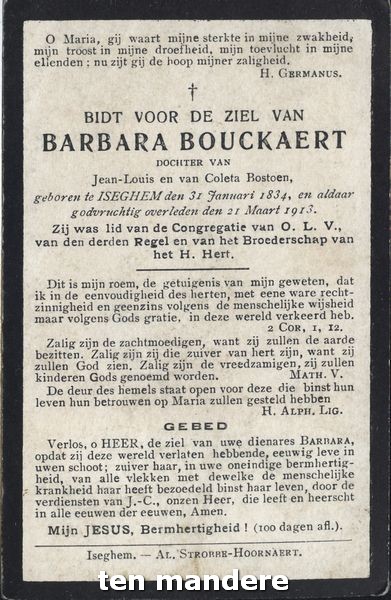 O Maria, gij waart mijne sterkte in mijne zwakheid,
mijn troost in mijne droefheid, mijn toevlucht in mijne
ellenden : nu zijt gij de hoop mijner zaligheid.
H. GERMANUS.
†
BIDT VOOR DE ZIEL VAN
BARBARA BOUCKAERT
DOCHTER VAN
Jean-Louis en van Coleta Bostoen,
geboren te ISEGHEM den 31 Januari 1834, en aldaar
godvruchtig overleden den 21 Maart 1913.
Zij was lid van de Congregatie van O. L. V.,
van den derden Regel en van het Broederschap van
het H. Hert.
Dit is mijn roem, de getuigenis van mijn geweten, dat
ik in de eenvoudigheid des herten, met eene ware recht-
zinnigheid en geenzins volgens de menschelijke wijsheid
maar volgens Gods gratie, in deze wereld verkeerd heb.
2 COR, I, 12.
Zalig zijn de zachtmoedigen, want zij zullen de aarde
bezitten. Zalig zijn zij die zuiver van hert zijn, want zij
zullen God zien. Zalig zijn de vreedzamigen, zij zullen
kinderen Gods genoemd worden. MATH. V.
De deur des hemels staat open voor deze die binst hun
leven hun betrouwen op Maria zullen gesteld hebben
H. ALPH. LIG.
GEBED
Verlos, o HEER, de ziel van uwe dienares BARBARA,
opdat zij deze wereld verlaten hebbende, eeuwig leve in
uwen schoot; zuiver haar, in uwe oneindige bermhertig-
heid, van alle vlekken met dewelke de menschelijke
krankheid haar heeft bezoedeld binst haar leven, door
de verdiensten van J.-C., onzen Heer, die leeft en heerscht
in alle eeuwen der eeuwen, Amen.
Mijn JESUS, Bermhertigheid ! (100 dagen afl.).
Iseghem. — AL. STROBBE-HOORNAERT.
ten mandere